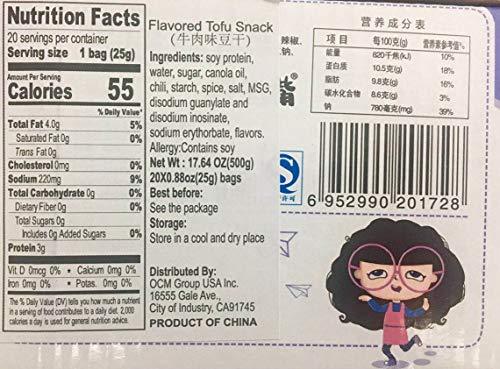 Nutrition Facts
20 servings per container
Serving size 1 bag (25g)
Amount Per Serving
Calories 55
% Daily Value*
Total Fat 4.0g 5%
Saturated Fat 0g 0%
Trans Fat 0g
Cholesterol 0mg 0%
Sodium 220mg 9%
Total Carbohydrate 0g 0%
Dietary Fiber 0g 0%
Total Sugars 0g
Includes 0g Added Sugars 0%
Protein 3g
Vit D 0mcg 0% • Calcium 0mg 0%
Iron 0mg 0% • Potas. 0mg 0%
The % Daily Value (DV) tells you how much a nutrient
in a serving of food contributes to a daily diet. 2,000
calories a day is used for general nutrition advice.
Flavored Tofu Snack
(牛肉味豆干)
Ingredients: soy protein,
water, sugar, canola oil,
chili, starch, spice, salt, MSG,
disodium guanylate and
disodium inosinate,
sodium erythorbate, flavors.
Allergy:Contains soy
Net Wt : 17.64 OZ(500g)
20X0.88oz(25g) bags
Best before:
See the package
Storage:
Store in a cool and dry place
Distributed By:
OCM Group USA Inc.
16555 Gale Ave.,
City of Industry, CA91745
PRODUCT OF CHINA
辣椒.
钠.
营养成分表
项目 每100克(g) 营养素参考值%
能量 620千焦(kJ) 10%
蛋白质 10.5克(g) 18%
脂肪 9.8克(g) 16%
碳水化合物 8.6克(g) 3%
钠 780毫克(mg) 39%
6 952990 201728